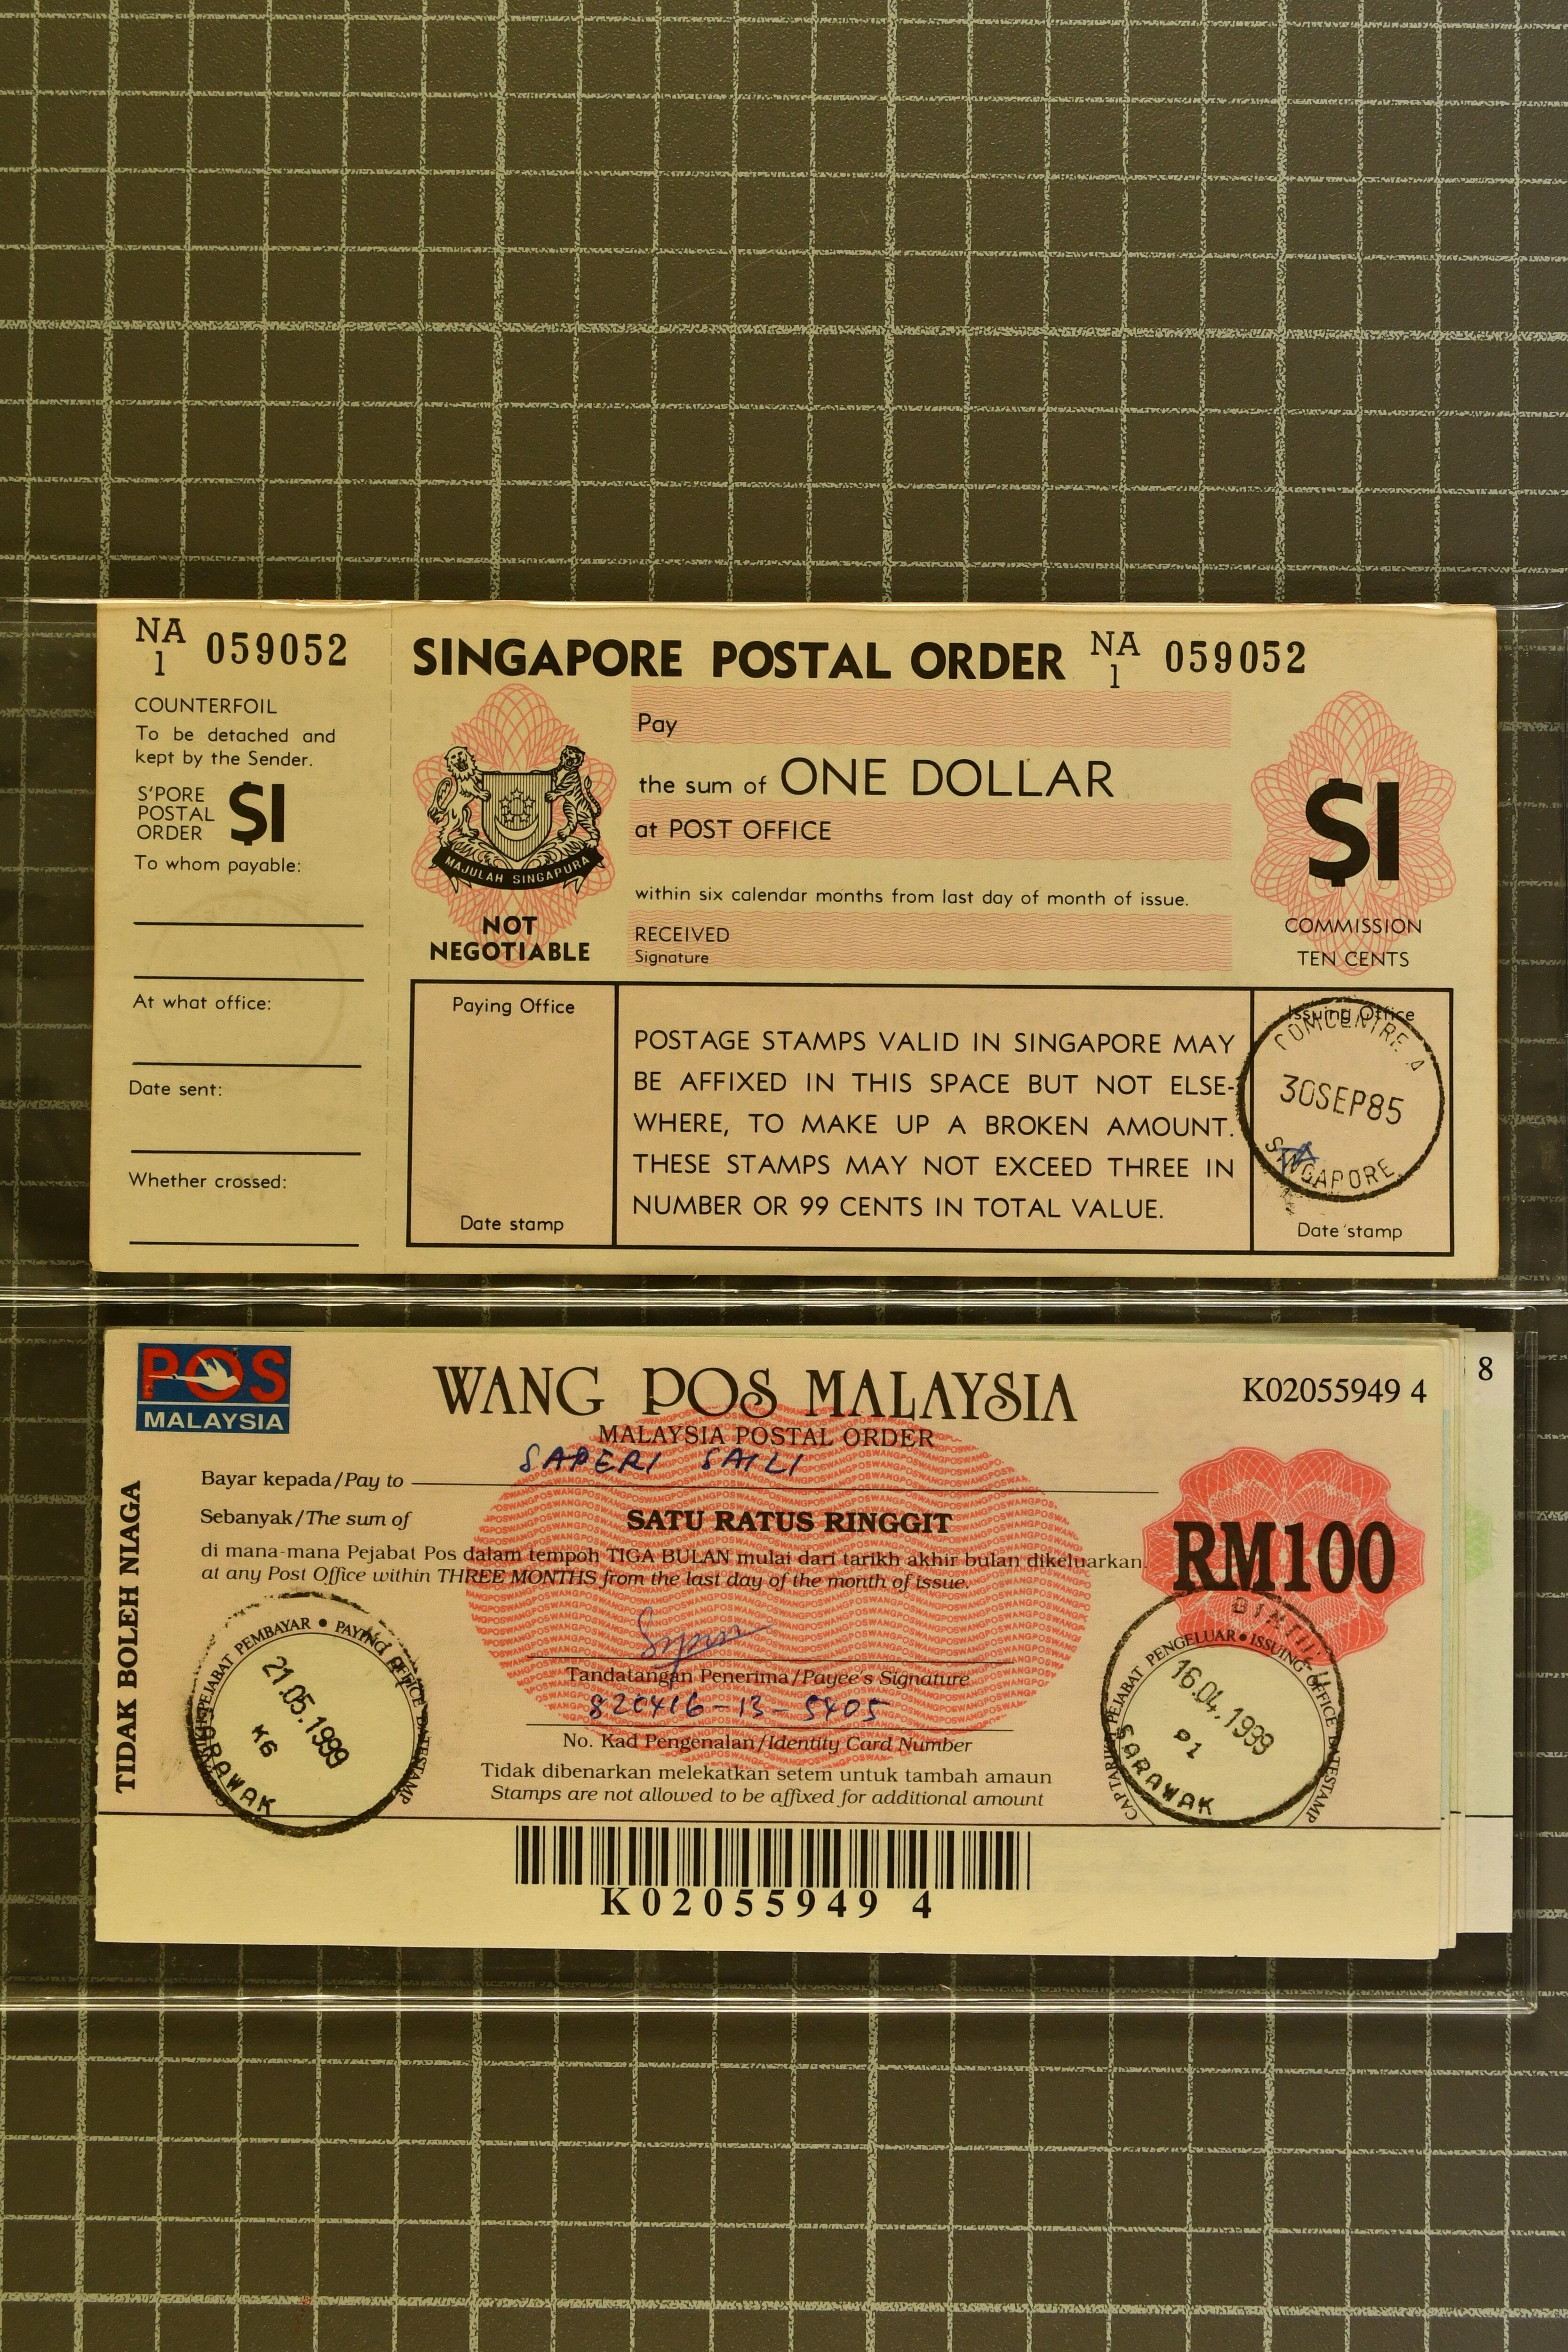 NA 1 059052
COUNTERFOIL
To be detached and
kept by the Sender.
S'PORE
POSTAL
ORDER $1
To whom payable:
At what office:
Date sent:
Whether crossed:
SINGAPORE POSTAL ORDER NA 1 059052
Pay
the sum of ONE DOLLAR
at POST OFFICE
within six calendar months from last day of month of issue.
RECEIVED
Signature
MAJULAH SINGAPURA
NOT
NEGOTIABLE
$1
COMMISSION
TEN CENTS
Paying Office
Date stamp
POSTAGE STAMPS VALID IN SINGAPORE MAY
BE AFFIXED IN THIS SPACE BUT NOT ELSE-
WHERE, TO MAKE UP A BROKEN AMOUNT.
THESE STAMPS MAY NOT EXCEED THREE IN
NUMBER OR 99 CENTS IN TOTAL VALUE.
Issuing Office
COMCENTRE A
30SEP85
SINGAPORE
Date stamp
POS
MALAYSIA
WANG POS MALAYSIA
MALAYSIA POSTAL ORDER
K02055949 4
8
TIDAK BOLEH NIAGA
Bayar kepada/Pay to SAPERI SAILI
Sebanyak/The sum of SATU RATUS RINGGIT
RM100
di mana-mana Pejabat Pos dalam tempoh TIGA BULAN mulai dari tarikh akhir bulan dikeluarkan.
at any Post Office within THREE MONTHS from the last day of the month of issue.
Tandatangan Penerima/Payee's Signature
820416-13-5405
No. Kad Pengenalan/Identity Card Number
Tidak dibenarkan melekatkan setem untuk tambah amaun
Stamps are not allowed to be affixed for additional amount
PEJABAT PEMBAYAR • PAYING OFFICE DATESTAMP
21.05.1999
K6
SARAWAK
CAP TARIKH PEJABAT PENGELUAR • ISSUING OFFICE DATESTAMP
16.04.1999
P1
SARAWAK
K02055949 4